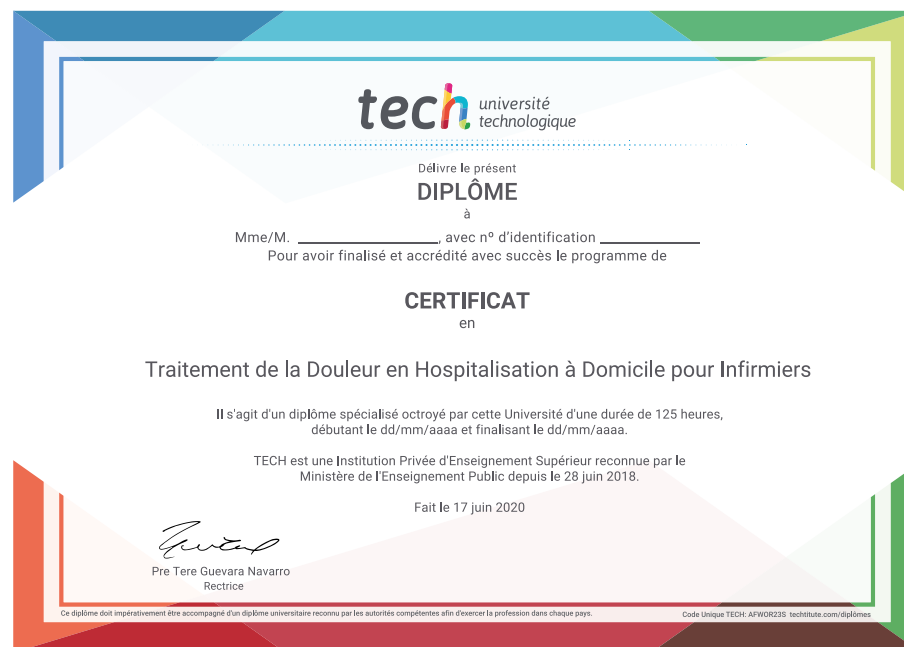 tech université
technologique
Délivre le présent
DIPLÔME
à
Mme/M. ____________________, avec nº d'identification ______________
Pour avoir finalisé et accrédité avec succès le programme de
CERTIFICAT
en
Traitement de la Douleur en Hospitalisation à Domicile pour Infirmiers
Il s'agit d'un diplôme spécialisé octroyé par cette Université d'une durée de 125 heures,
débutant le dd/mm/aaaa et finalisant le dd/mm/aaaa.
TECH est une Institution Privée d'Enseignement Supérieur reconnue par le
Ministère de l'Enseignement Public depuis le 28 juin 2018.
Fait le 17 juin 2020
Pre Tere Guevara Navarro
Rectrice
Ce diplôme doit impérativement être accompagné d'un diplôme universitaire reconnu par les autorités compétentes afin d'exercer la profession dans chaque pays.
Code Unique TECH: AFWOR23S techtitute.com/diplômes